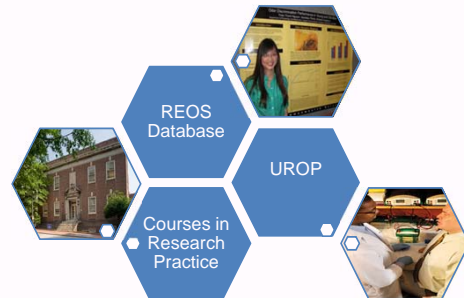 REOS
Database
UROP
Courses in
Research
Practice